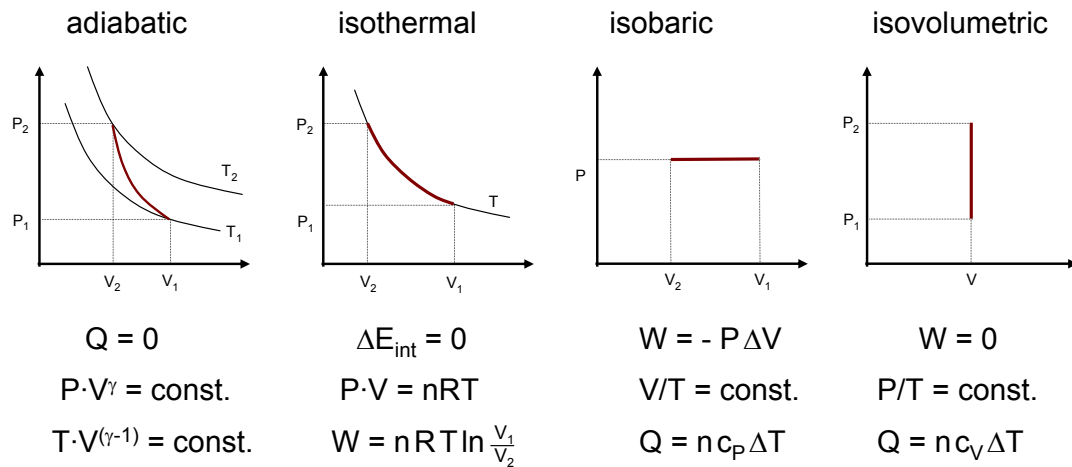 adiabatic isothermal isobaric isovolumetric
P₂ P₂ P₂
T₂ P
T
P₁ T₁ P₁ P₁
V₂ V₁ V₂ V₁ V₂ V₁ V
Q = 0 ΔEint = 0 W = - PΔV W = 0
P·Vᵞ = const. P·V = nRT V/T = const. P/T = const.
T·V⁽ᵞ⁻¹⁾ = const. W = n R T ln V₁/V₂ Q = n cP ΔT Q = n cV ΔT